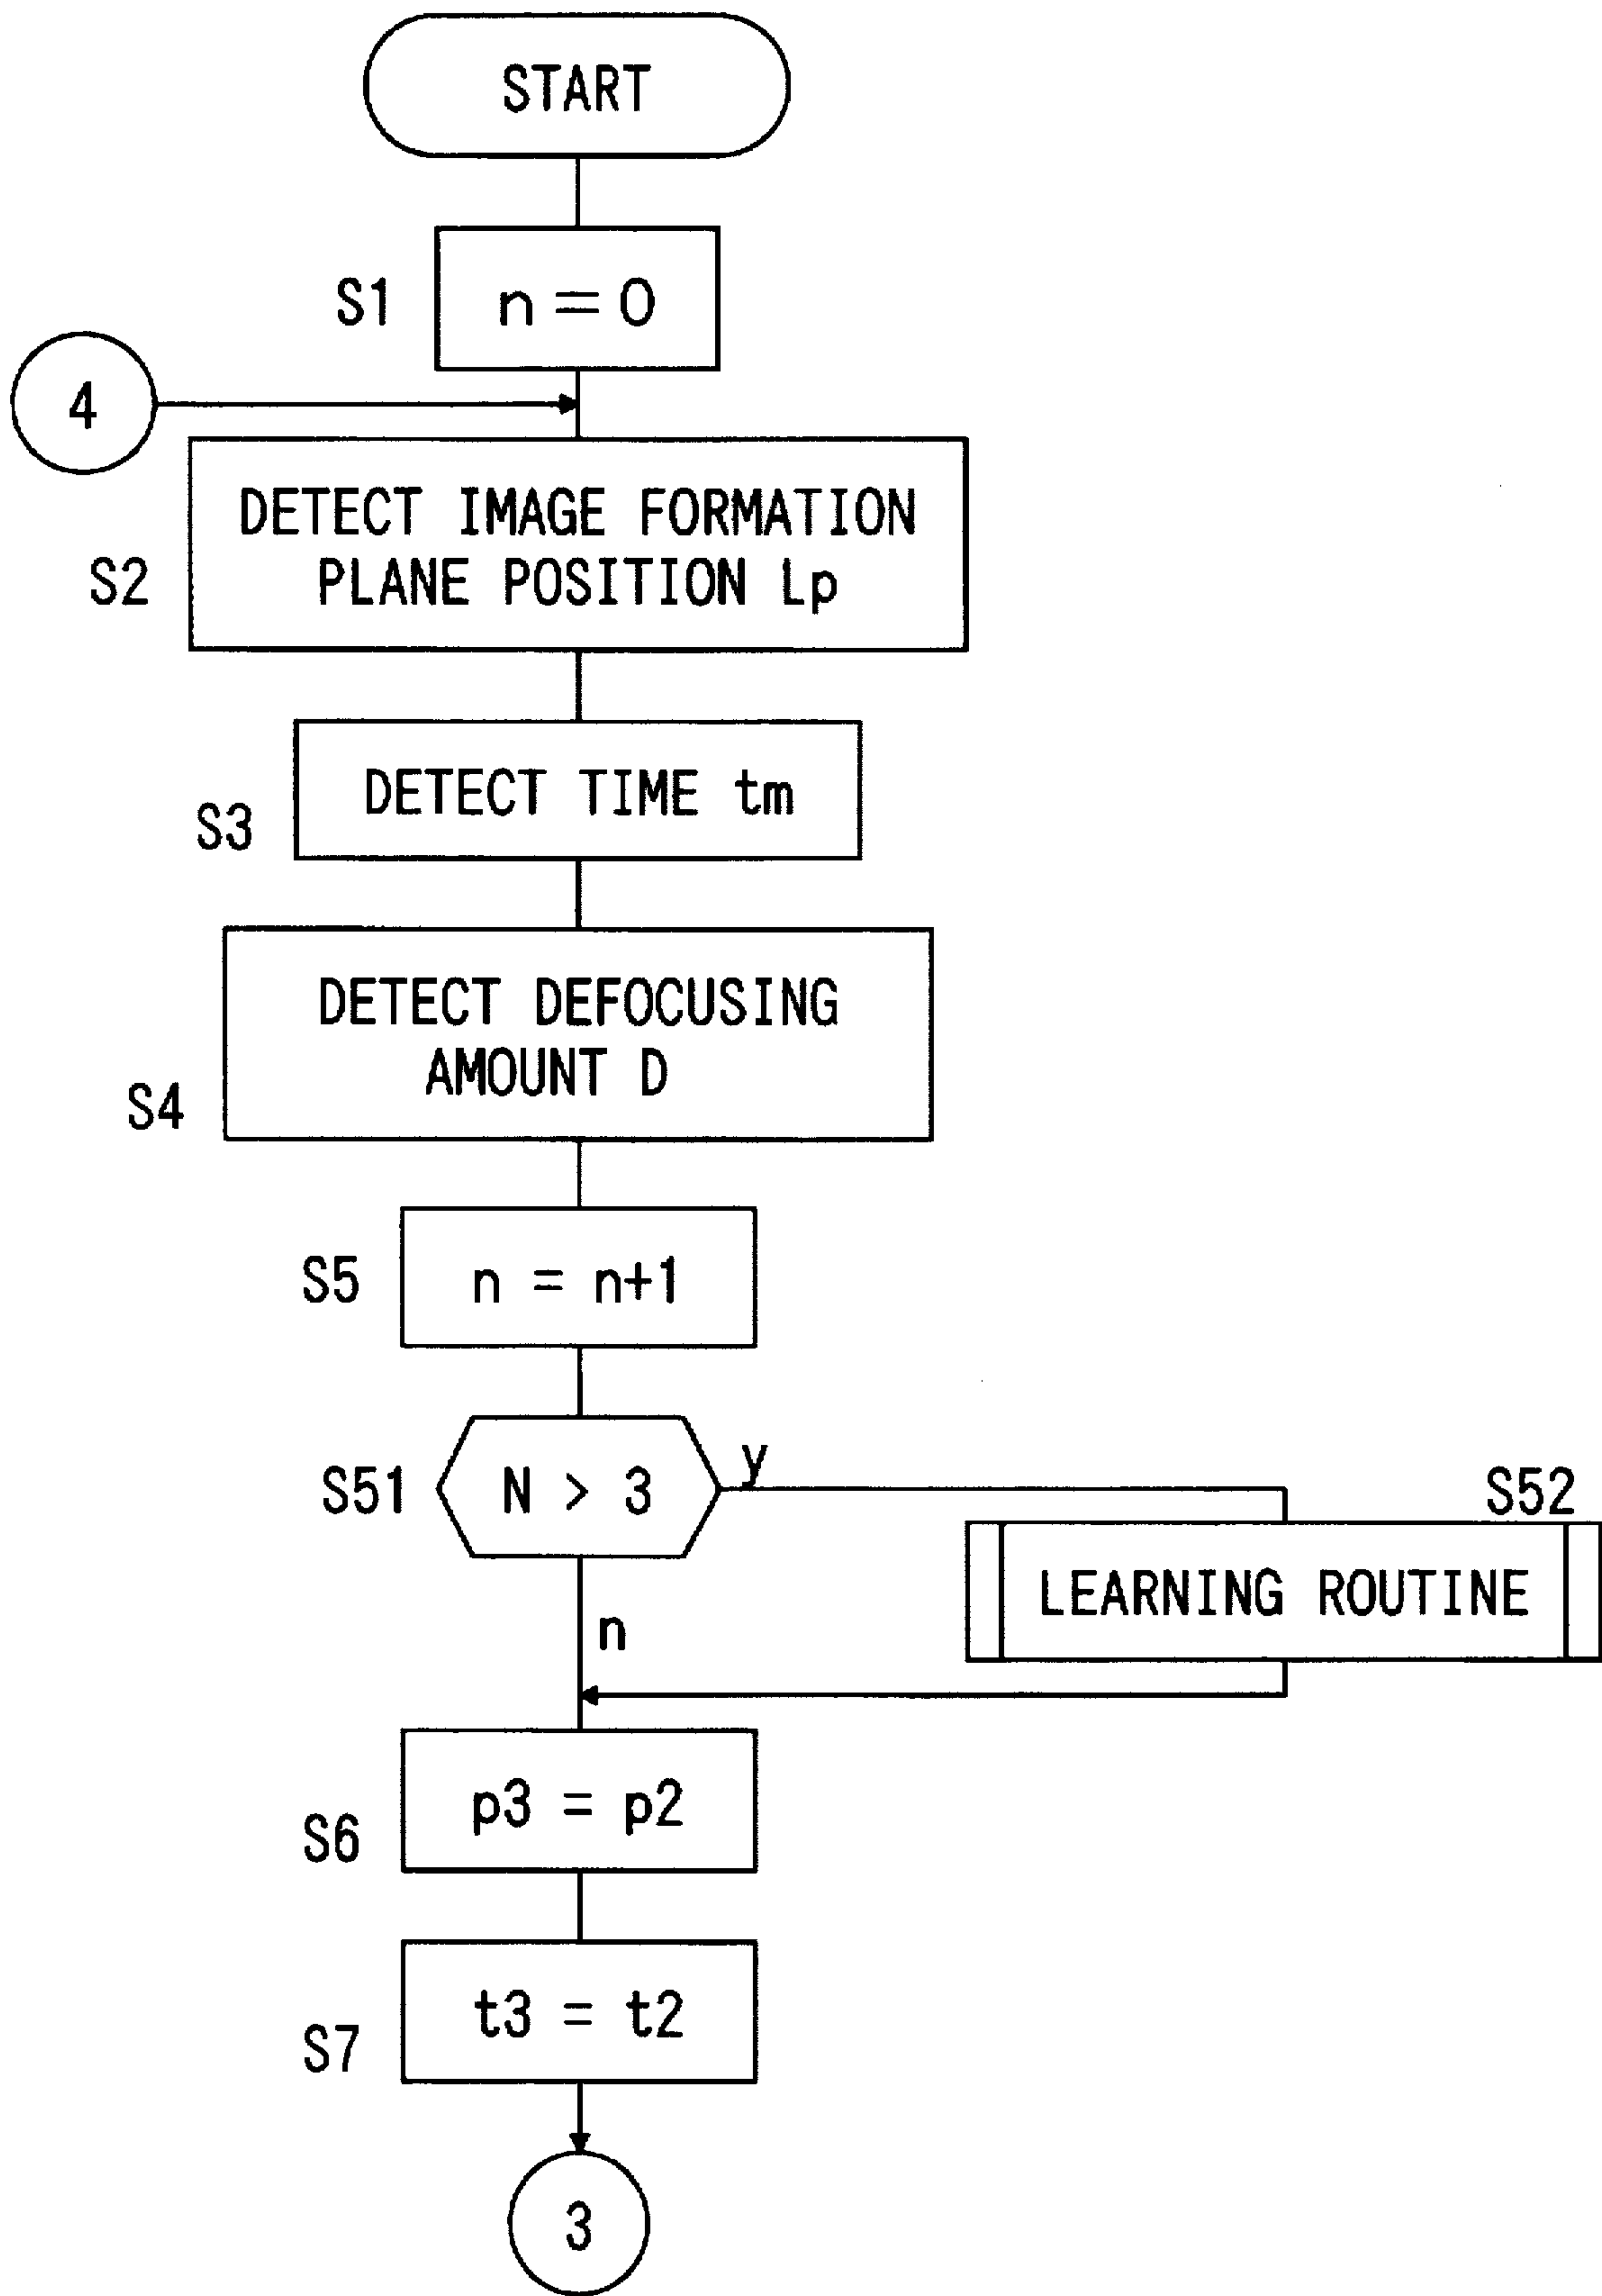 START
S1
n = 0
4
DETECT IMAGE FORMATION
PLANE POSITION Lp
S2
DETECT TIME tm
S3
DETECT DEFOCUSING
AMOUNT D
S4
S5
n = n+1
S51
N > 3
y
S52
LEARNING ROUTINE
n
p3 = p2
S6
t3 = t2
S7
3